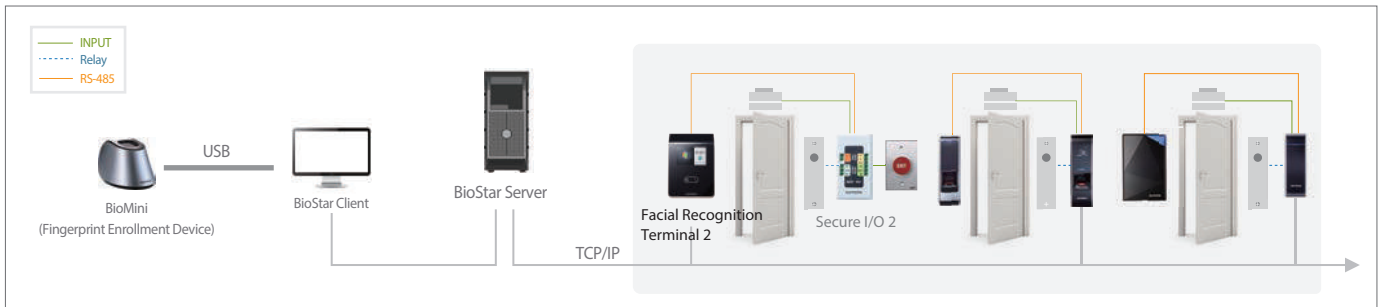 INPUT
Relay
RS-485
USB
BioMini
(Fingerprint Enrollment Device)
BioStar Client
BioStar Server
TCP/IP
Facial Recognition
Terminal 2
Secure I/O 2
EXIT